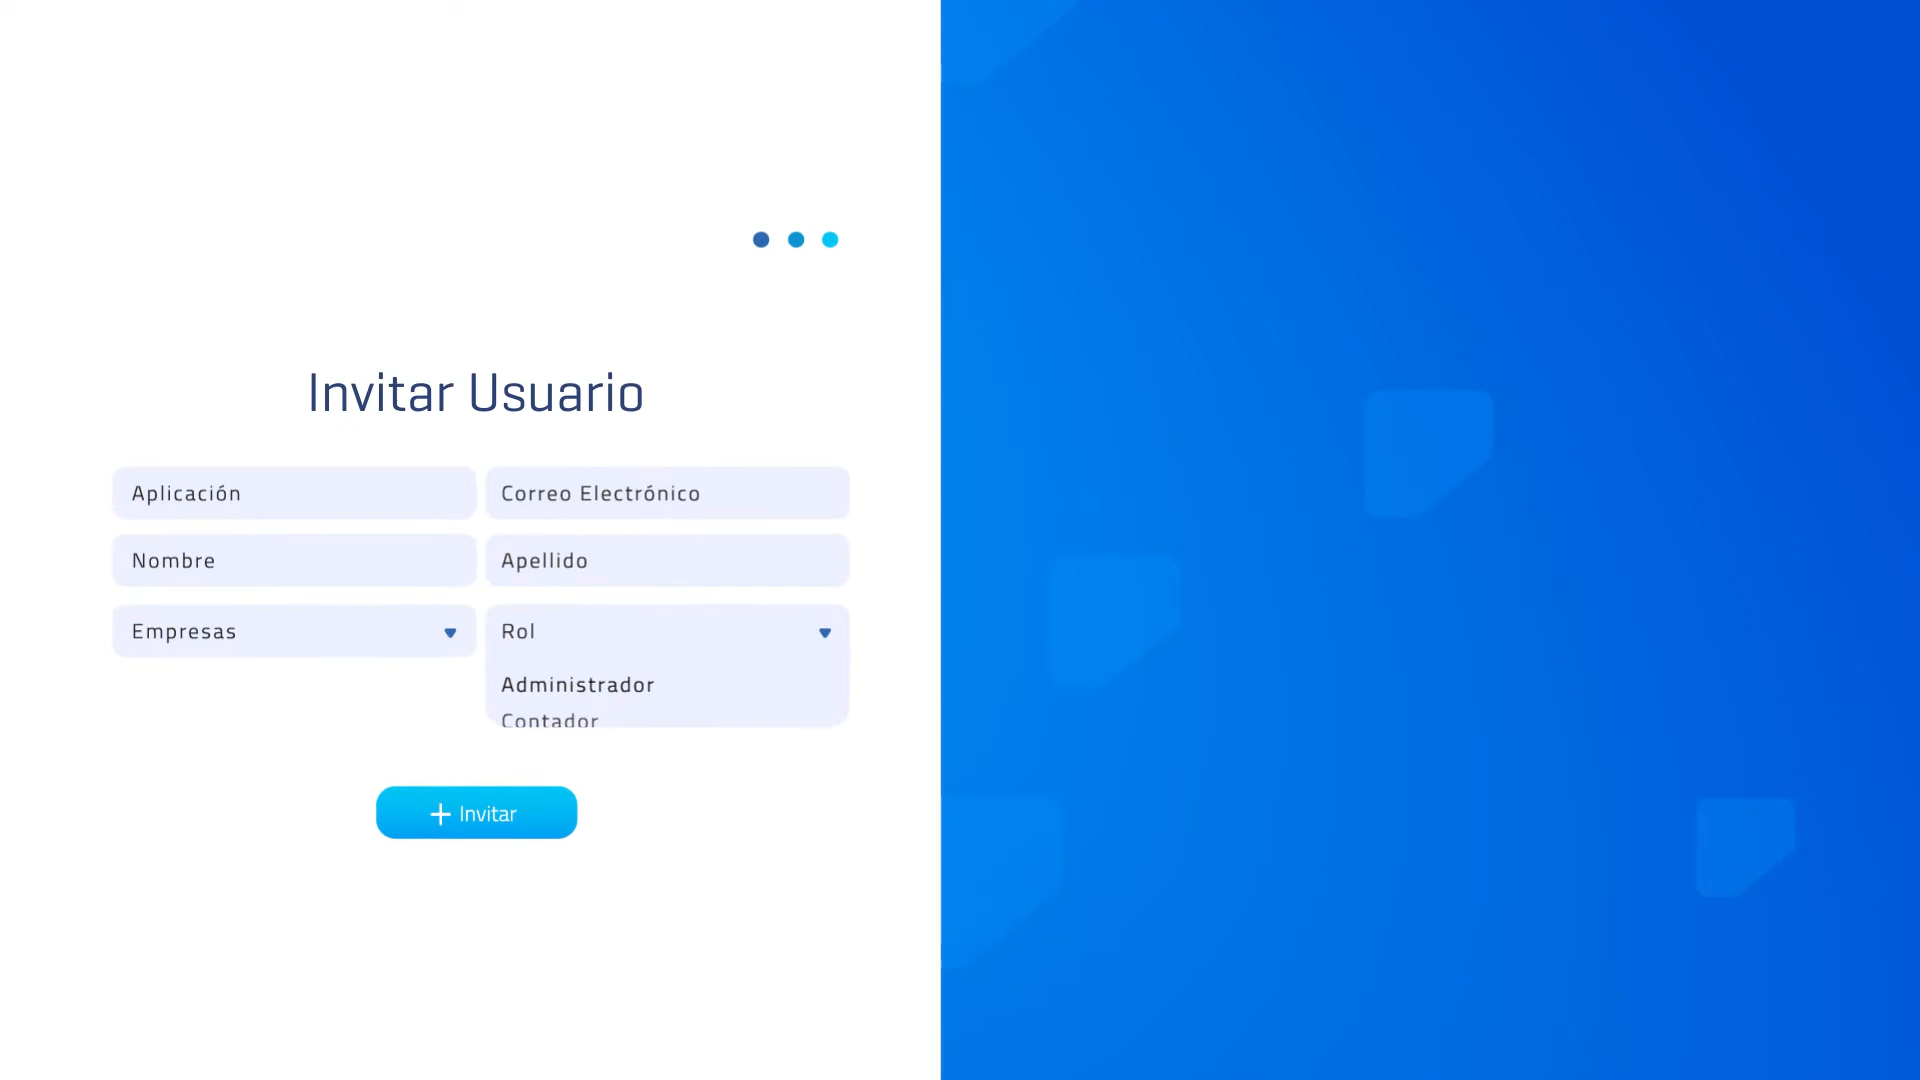 Invitar Usuario
Aplicación
Correo Electrónico
Nombre
Apellido
Empresas
Rol
Administrador
Contador
Invitar